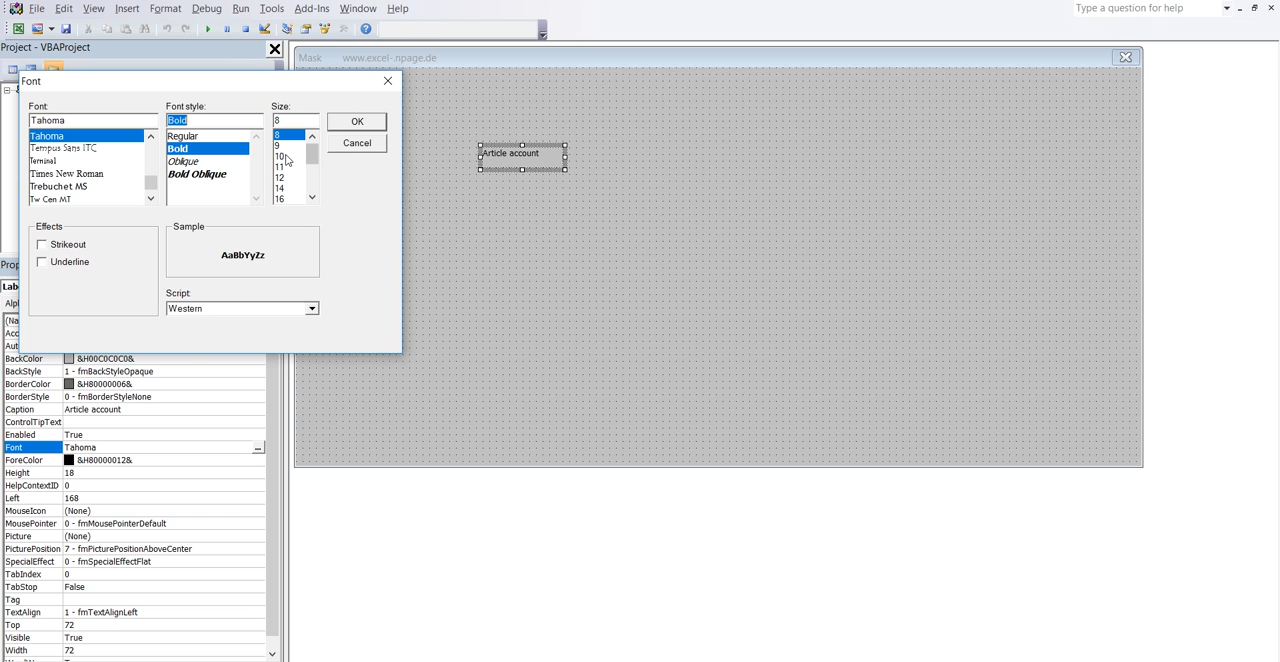 File Edit View Insert Format Debug Run Tools Add-Ins Window Help Type a question for help
Project - VBAProject
Mask www.excel-.npage.de
Font
Font:
Tahoma
Tahoma
Tempus Sans ITC
Terminal
Times New Roman
Trebuchet MS
Tw Cen MT
Font style:
Bold
Regular
Bold
Oblique
Bold Oblique
Size:
8
8
9
10
11
12
14
16
OK
Cancel
Effects
Strikeout
Underline
Sample
AaBbYyZz
Script:
Western
Article account
Prop
Lab
Alp
(Na
Acc
Aut
BackColor &H00C0C0C0&
BackStyle 1 - fmBackStyleOpaque
BorderColor &H80000006&
BorderStyle 0 - fmBorderStyleNone
Caption Article account
ControlTipText
Enabled True
Font Tahoma ...
ForeColor &H80000012&
Height 18
HelpContextID 0
Left 168
MouseIcon (None)
MousePointer 0 - fmMousePointerDefault
Picture (None)
PicturePosition 7 - fmPicturePositionAboveCenter
SpecialEffect 0 - fmSpecialEffectFlat
TabIndex 0
TabStop False
Tag
TextAlign 1 - fmTextAlignLeft
Top 72
Visible True
Width 72